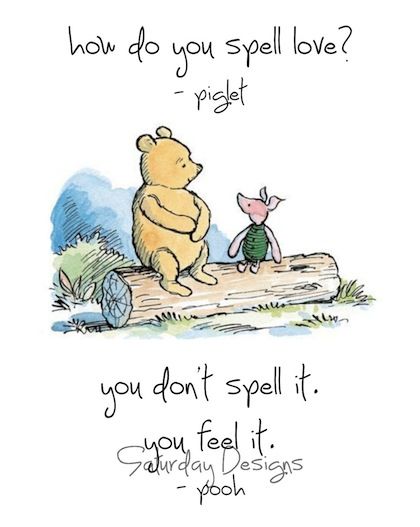 how do you spell love?
- piglet
you don't spell it.
you feel it.
Saturday Designs
- pooh